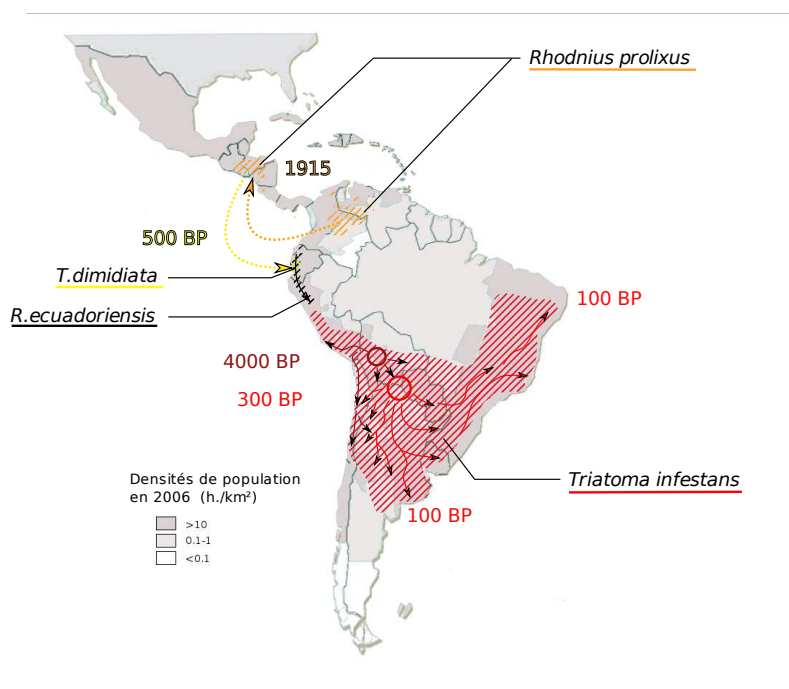 Rhodnius prolixus
1915
500 BP
T.dimidiata
100 BP
R.ecuadoriensis
4000 BP
300 BP
Densités de population
en 2006 (h./km²)
>10
0.1-1
<0.1
Triatoma infestans
100 BP